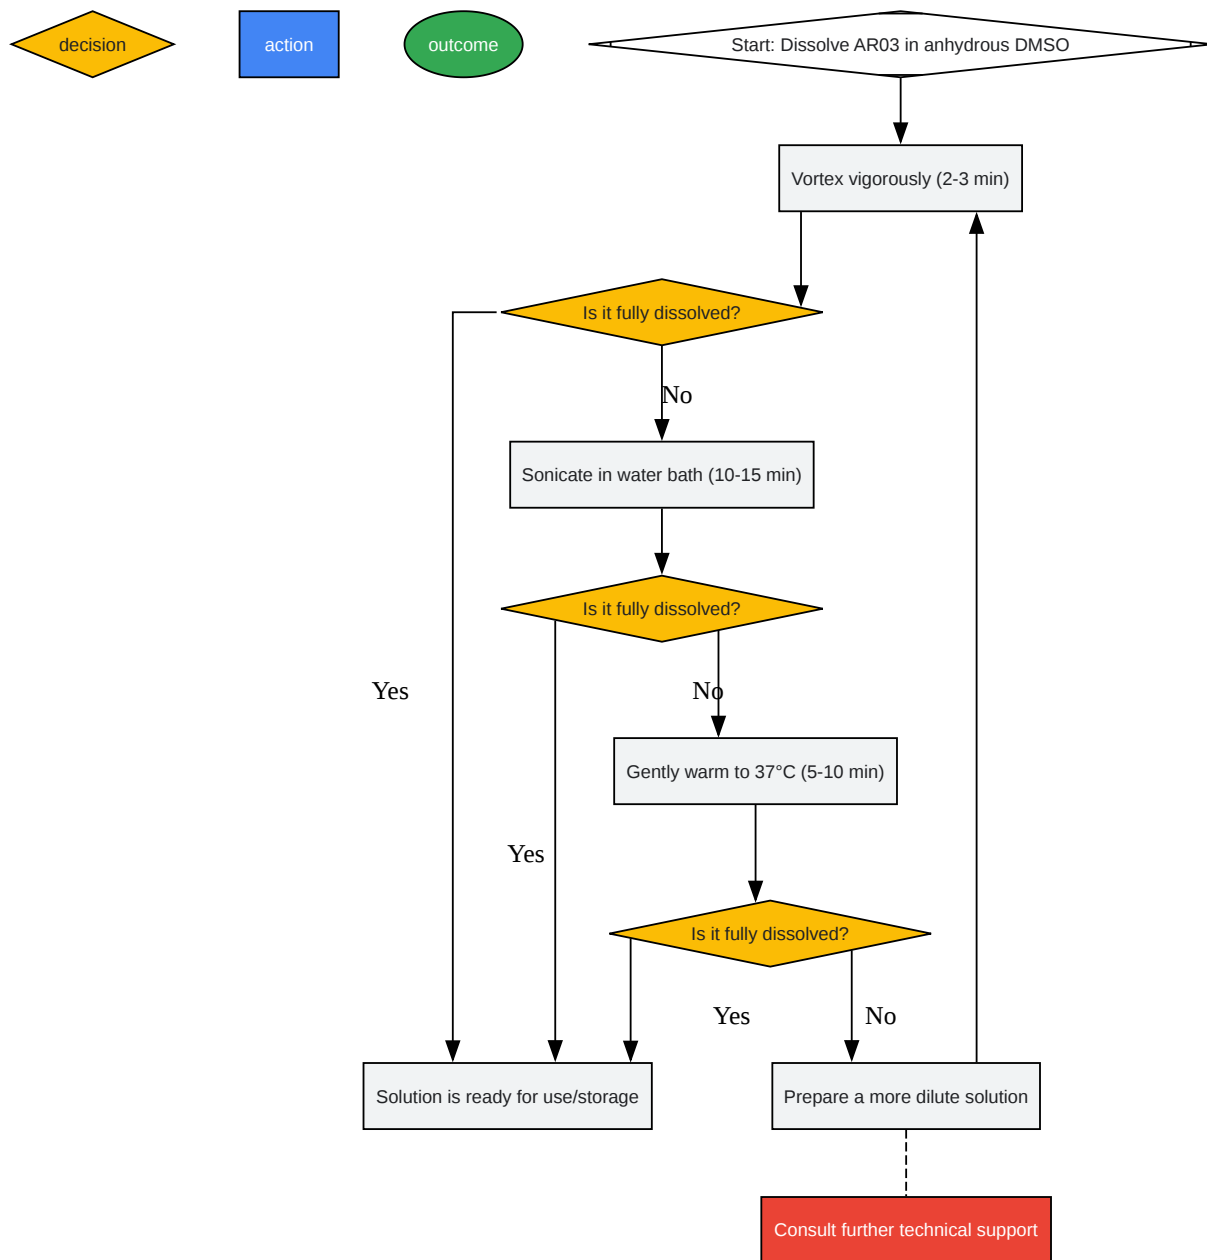 decision
action
outcome
Start: Dissolve AR03 in anhydrous DMSO
Vortex vigorously (2-3 min)
Is it fully dissolved?
No
Sonicate in water bath (10-15 min)
Is it fully dissolved?
Yes
No
Gently warm to 37°C (5-10 min)
Yes
Is it fully dissolved?
Yes
No
Solution is ready for use/storage
Prepare a more dilute solution
Consult further technical support